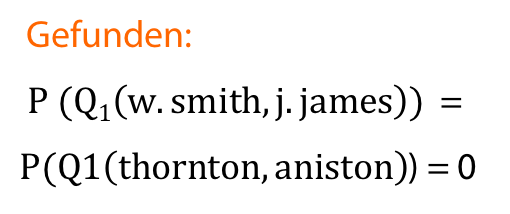 Gefunden:
P (Q₁(w. smith, j. james)) =
P(Q1(thornton, aniston)) = 0